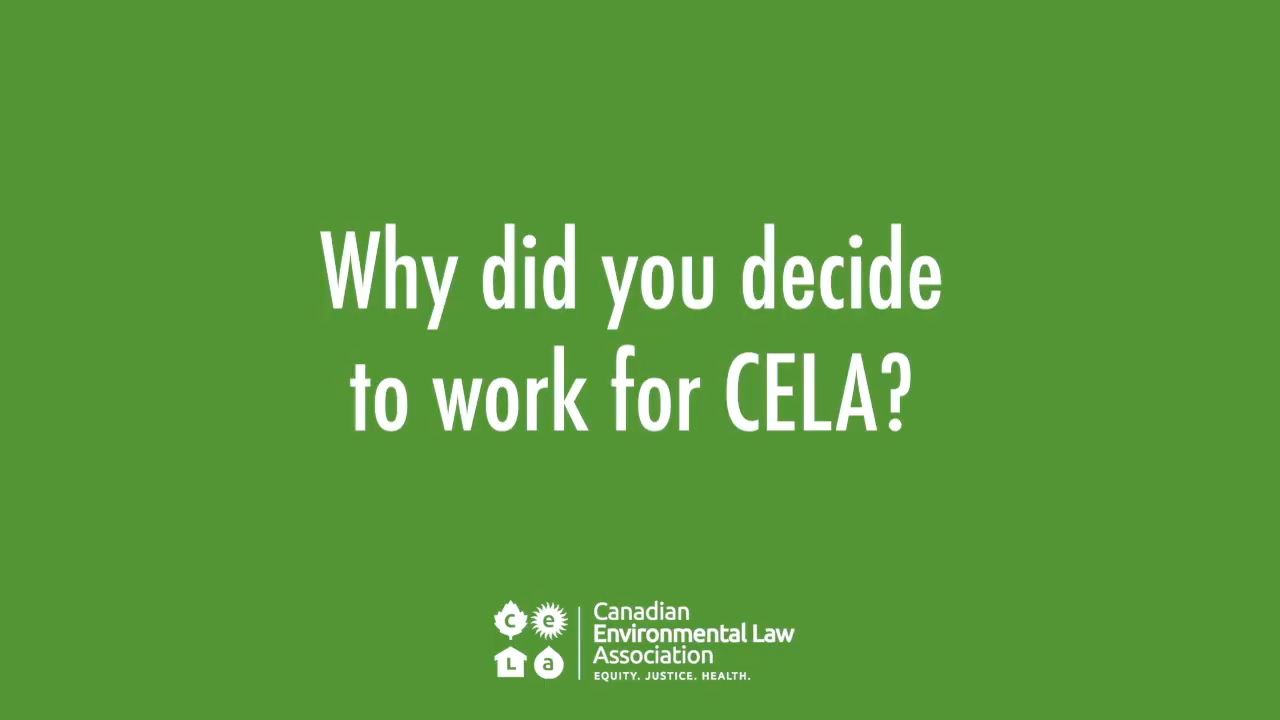 Why did you decide
to work for CELA?
c e
L a
Canadian
Environmental Law
Association
EQUITY. JUSTICE. HEALTH.